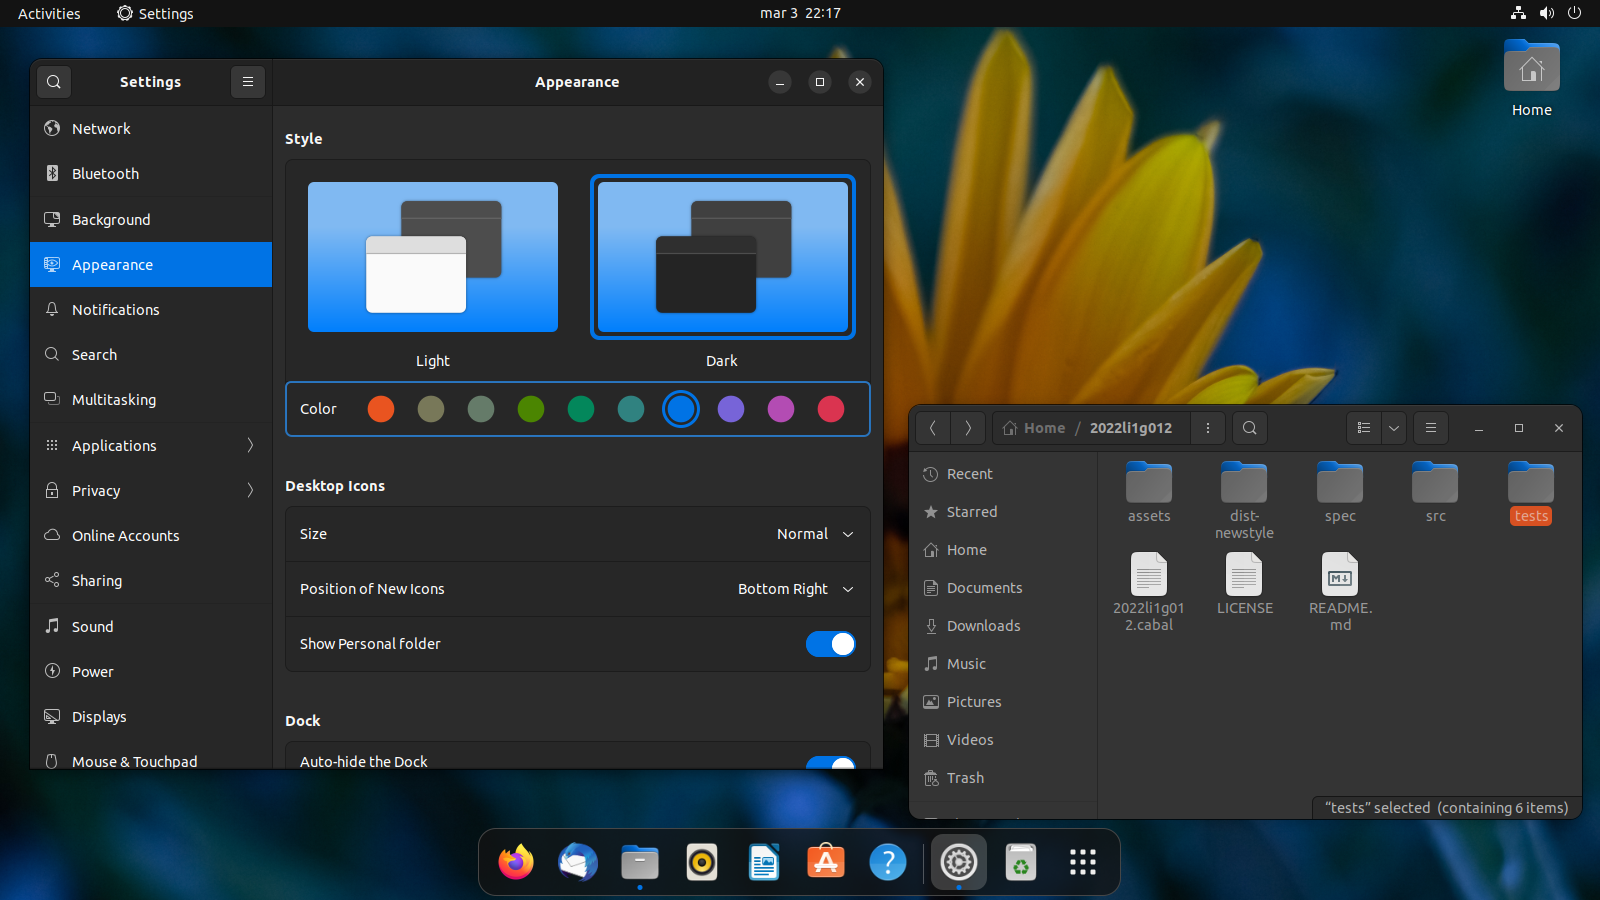 Activities
Settings
mar 3 22:17
Home
Settings
Appearance
Network
Bluetooth
Background
Appearance
Notifications
Search
Multitasking
Applications
Privacy
Online Accounts
Sharing
Sound
Power
Displays
Mouse & Touchpad
Style
Light
Dark
Color
Desktop Icons
Size
Normal
Position of New Icons
Bottom Right
Show Personal folder
Dock
Auto-hide the Dock
Home / 2022li1g012
Recent
Starred
Home
Documents
Downloads
Music
Pictures
Videos
Trash
assets
dist-
newstyle
spec
src
tests
2022li1g01
2.cabal
LICENSE
README.
md
“tests” selected (containing 6 items)